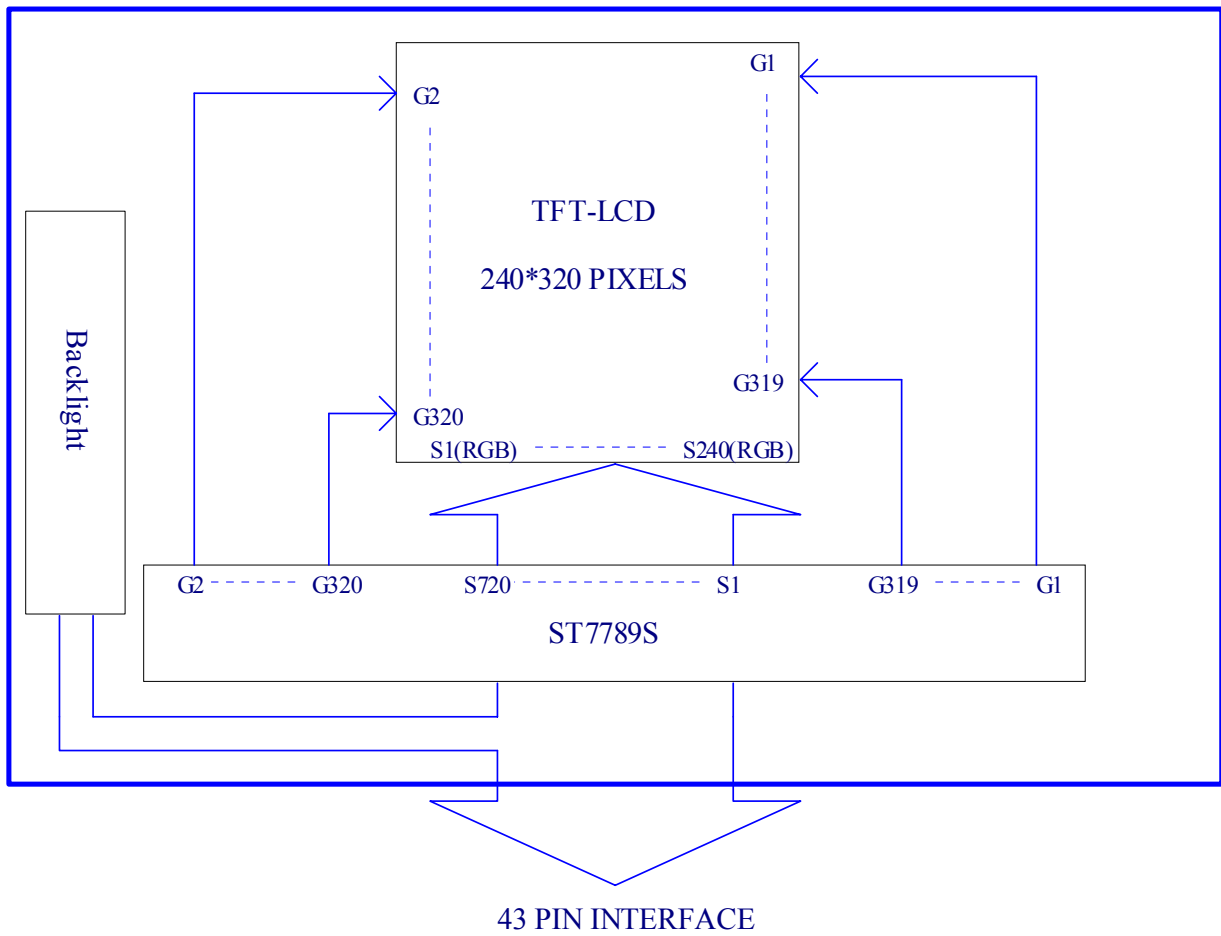 G1
G2
TFT-LCD
240*320 PIXELS
Backlight
G319
G320
S1(RGB)
S240(RGB)
G2
G320
S720
S1
G319
G1
ST7789S
43 PIN INTERFACE